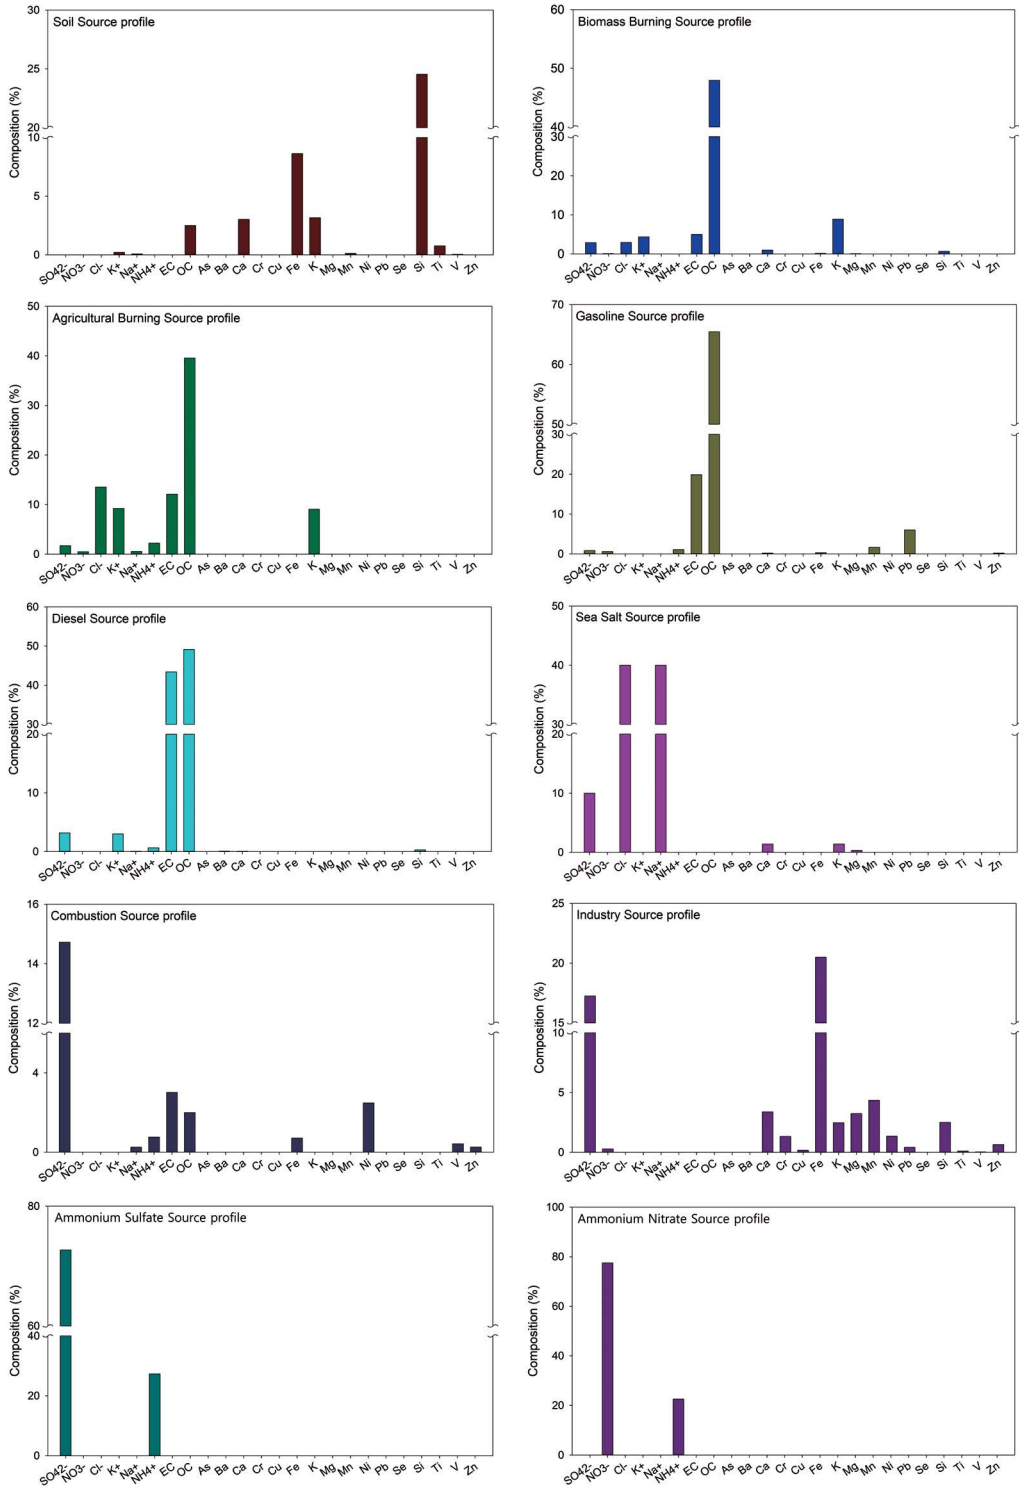 Soil Source profile
Composition (%)
30
25
20
10
5
0
SO42- NO3- Cl- K+ Na+ NH4+ EC OC As Ba Ca Cr Cu Fe K Mg Mn Ni Pb Se Si Ti V Zn
Biomass Burning Source profile
Composition (%)
60
50
40
30
20
10
0
SO42- NO3- Cl- K+ Na+ NH4+ EC OC As Ba Ca Cr Cu Fe K Mg Mn Ni Pb Se Si Ti V Zn
Agricultural Burning Source profile
Composition (%)
50
40
30
20
10
0
SO42- NO3- Cl- K+ Na+ NH4+ EC OC As Ba Ca Cr Cu Fe K Mg Mn Ni Pb Se Si Ti V Zn
Gasoline Source profile
Composition (%)
70
60
50
30
20
10
0
SO42- NO3- Cl- K+ Na+ NH4+ EC OC As Ba Ca Cr Cu Fe K Mg Mn Ni Pb Se Si Ti V Zn
Diesel Source profile
Composition (%)
60
50
40
30
20
10
0
SO42- NO3- Cl- K+ Na+ NH4+ EC OC As Ba Ca Cr Cu Fe K Mg Mn Ni Pb Se Si Ti V Zn
Sea Salt Source profile
Composition (%)
50
40
30
20
10
0
SO42- NO3- Cl- K+ Na+ NH4+ EC OC As Ba Ca Cr Cu Fe K Mg Mn Ni Pb Se Si Ti V Zn
Combustion Source profile
Composition (%)
16
14
12
4
0
SO42- NO3- Cl- K+ Na+ NH4+ EC OC As Ba Ca Cr Cu Fe K Mg Mn Ni Pb Se Si Ti V Zn
Industry Source profile
Composition (%)
25
20
15
10
5
0
SO42- NO3- Cl- K+ Na+ NH4+ EC OC As Ba Ca Cr Cu Fe K Mg Mn Ni Pb Se Si Ti V Zn
Ammonium Sulfate Source profile
Composition (%)
80
60
40
20
0
SO42- NO3- Cl- K+ Na+ NH4+ EC OC As Ba Ca Cr Cu Fe K Mg Mn Ni Pb Se Si Ti V Zn
Ammonium Nitrate Source profile
Composition (%)
100
80
60
40
20
0
SO42- NO3- Cl- K+ Na+ NH4+ EC OC As Ba Ca Cr Cu Fe K Mg Mn Ni Pb Se Si Ti V Zn